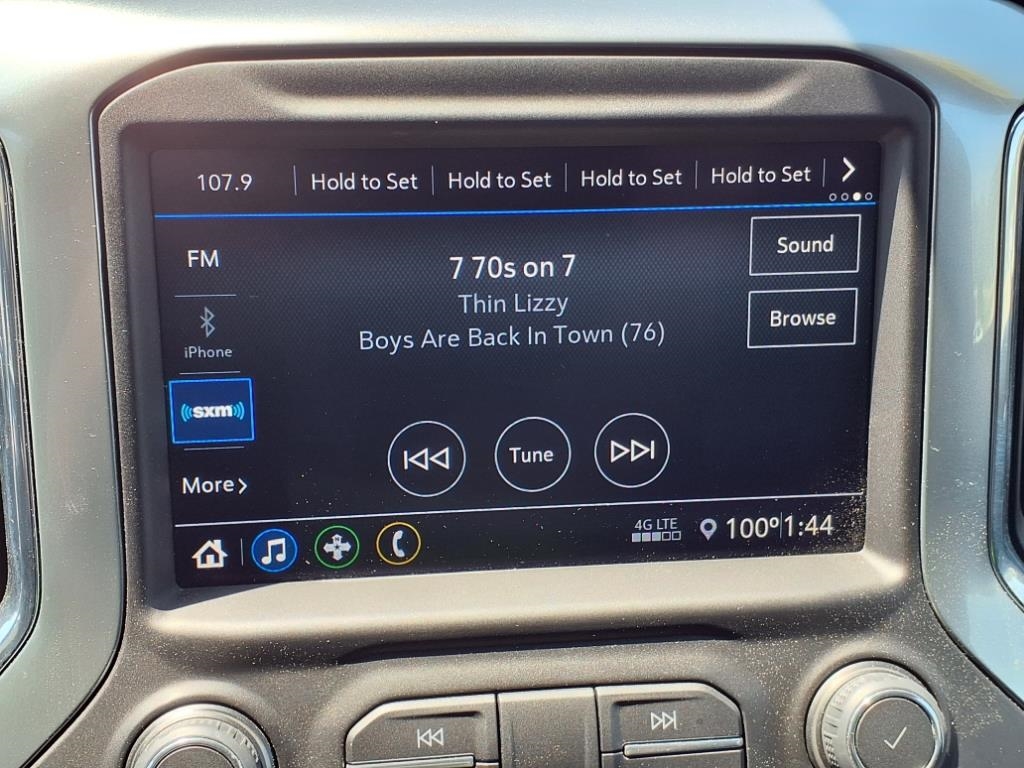 107.9 Hold to Set Hold to Set Hold to Set Hold to Set
FM
Sound
7 70s on 7
Thin Lizzy
Boys Are Back In Town (76)
Browse
iPhone
sxm
Tune
More
4G LTE
100° 1:44